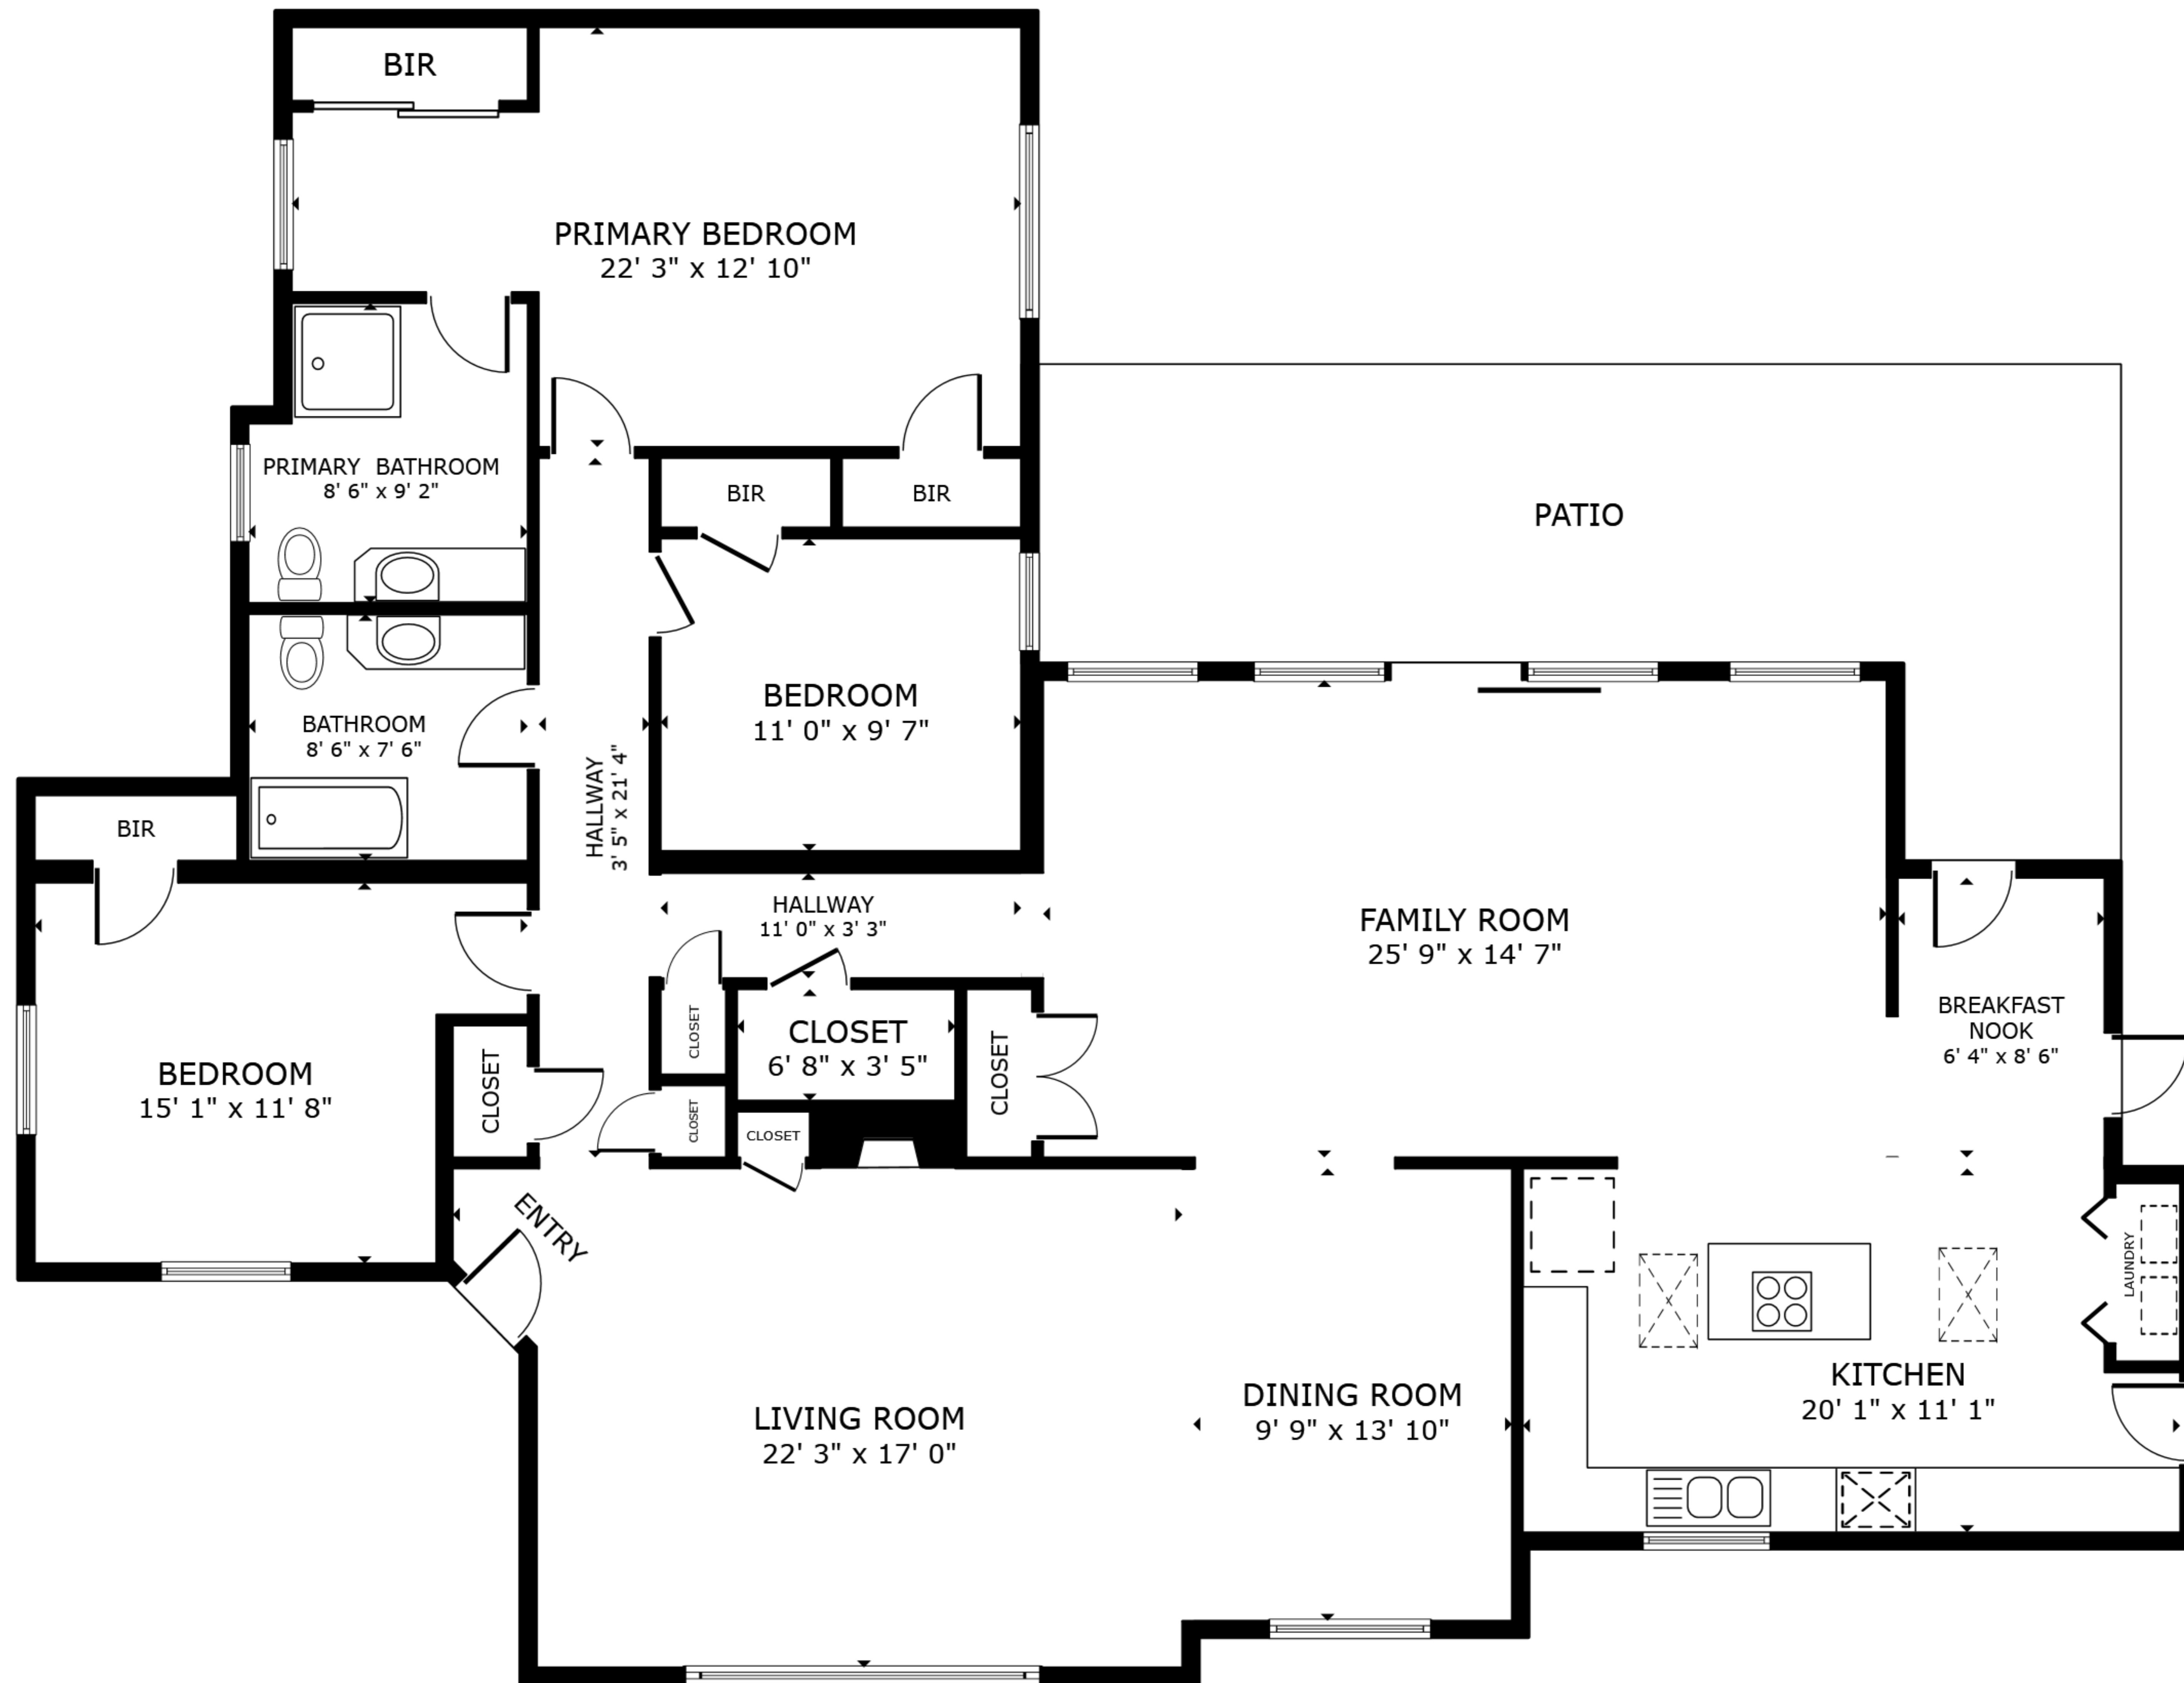 BIR
PRIMARY BEDROOM
22' 3" x 12' 10"
PRIMARY BATHROOM
8' 6" x 9' 2"
BIR
BIR
PATIO
BATHROOM
8' 6" x 7' 6"
BEDROOM
11' 0" x 9' 7"
HALLWAY
3' 5" x 21' 4"
BIR
HALLWAY
11' 0" x 3' 3"
FAMILY ROOM
25' 9" x 14' 7"
BREAKFAST
NOOK
6' 4" x 8' 6"
BEDROOM
15' 1" x 11' 8"
CLOSET
CLOSET
CLOSET
6' 8" x 3' 5"
CLOSET
CLOSET
CLOSET
ENTRY
LAUNDRY
LIVING ROOM
22' 3" x 17' 0"
DINING ROOM
9' 9" x 13' 10"
KITCHEN
20' 1" x 11' 1"